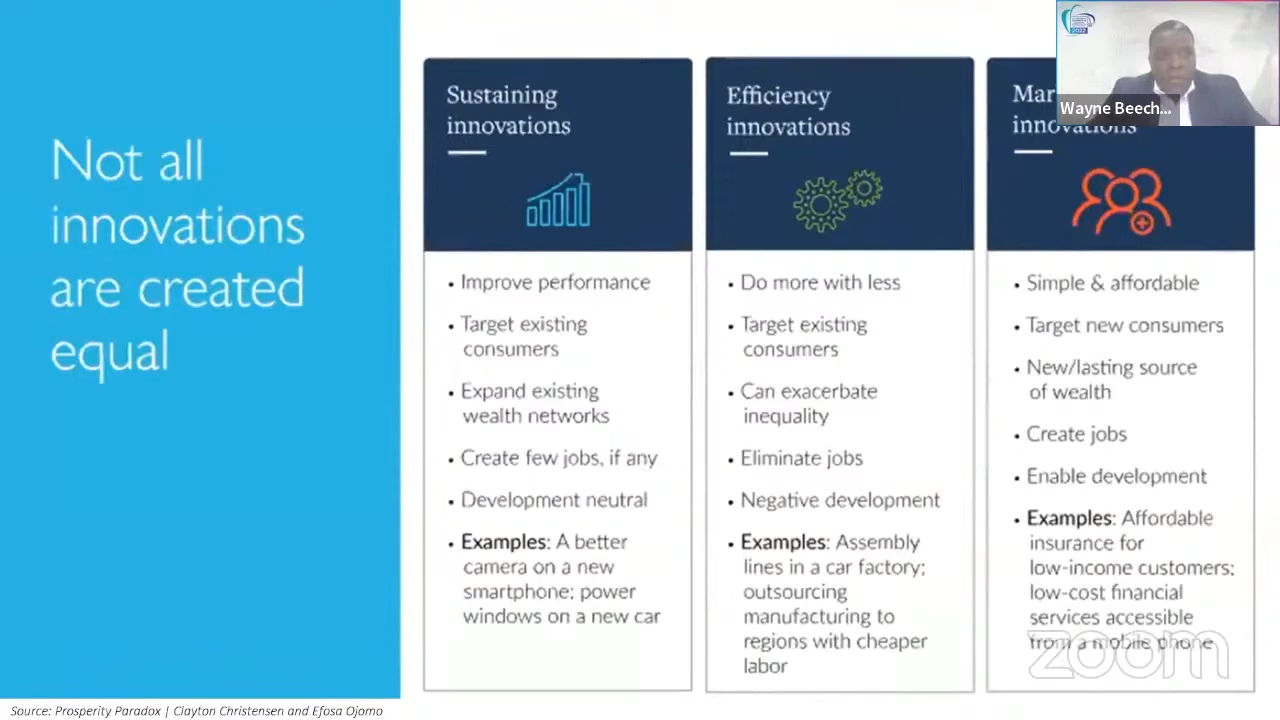 Not all
innovations
are created
equal
Sustaining
innovations
• Improve performance
• Target existing
consumers
• Expand existing
wealth networks
• Create few jobs, if any
• Development neutral
• Examples: A better
camera on a new
smartphone; power
windows on a new car
Efficiency
innovations
• Do more with less
• Target existing
consumers
• Can exacerbate
inequality
• Eliminate jobs
• Negative development
• Examples: Assembly
lines in a car factory;
outsourcing
manufacturing to
regions with cheaper
labor
Mar
innovations
• Simple & affordable
• Target new consumers
• New/lasting source
of wealth
• Create jobs
• Enable development
• Examples: Affordable
insurance for
low-income customers;
low-cost financial
services accessible
from a mobile phone
zoom
2022
Wayne Beech...
Source: Prosperity Paradox | Clayton Christensen and Efosa Ojomo